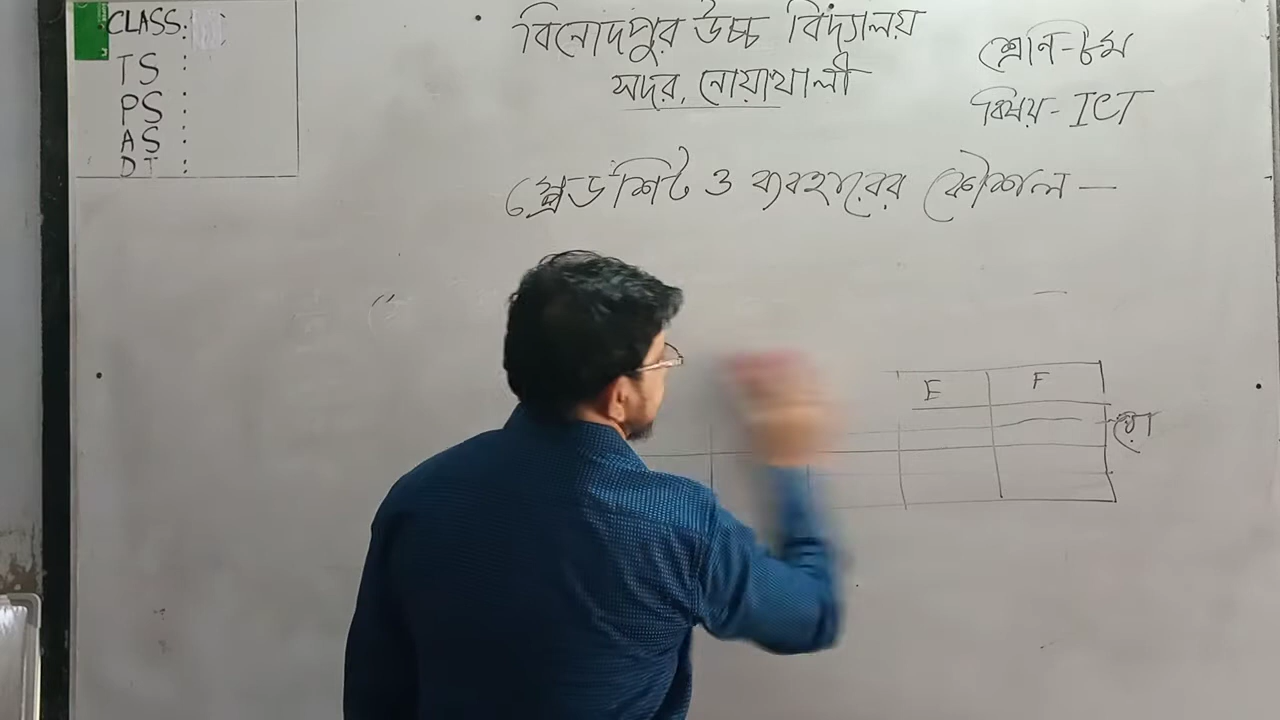 CLASS:
TS :
PS :
AS :
DT :
বিনোদপুর উচ্চ বিদ্যালয়
সদর, নোয়াখালী
শ্রেণি-৮ম
বিষয়- ICT
স্প্রেডশিট ও ব্যবহারের কৌশল —
E F
রো